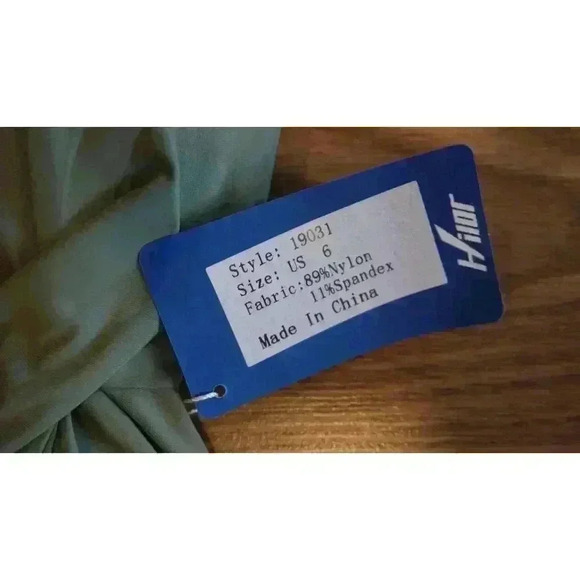 Hilor
Style: 19031
Size: US 6
Fabric:89%Nylon
11%Spandex
Made In China